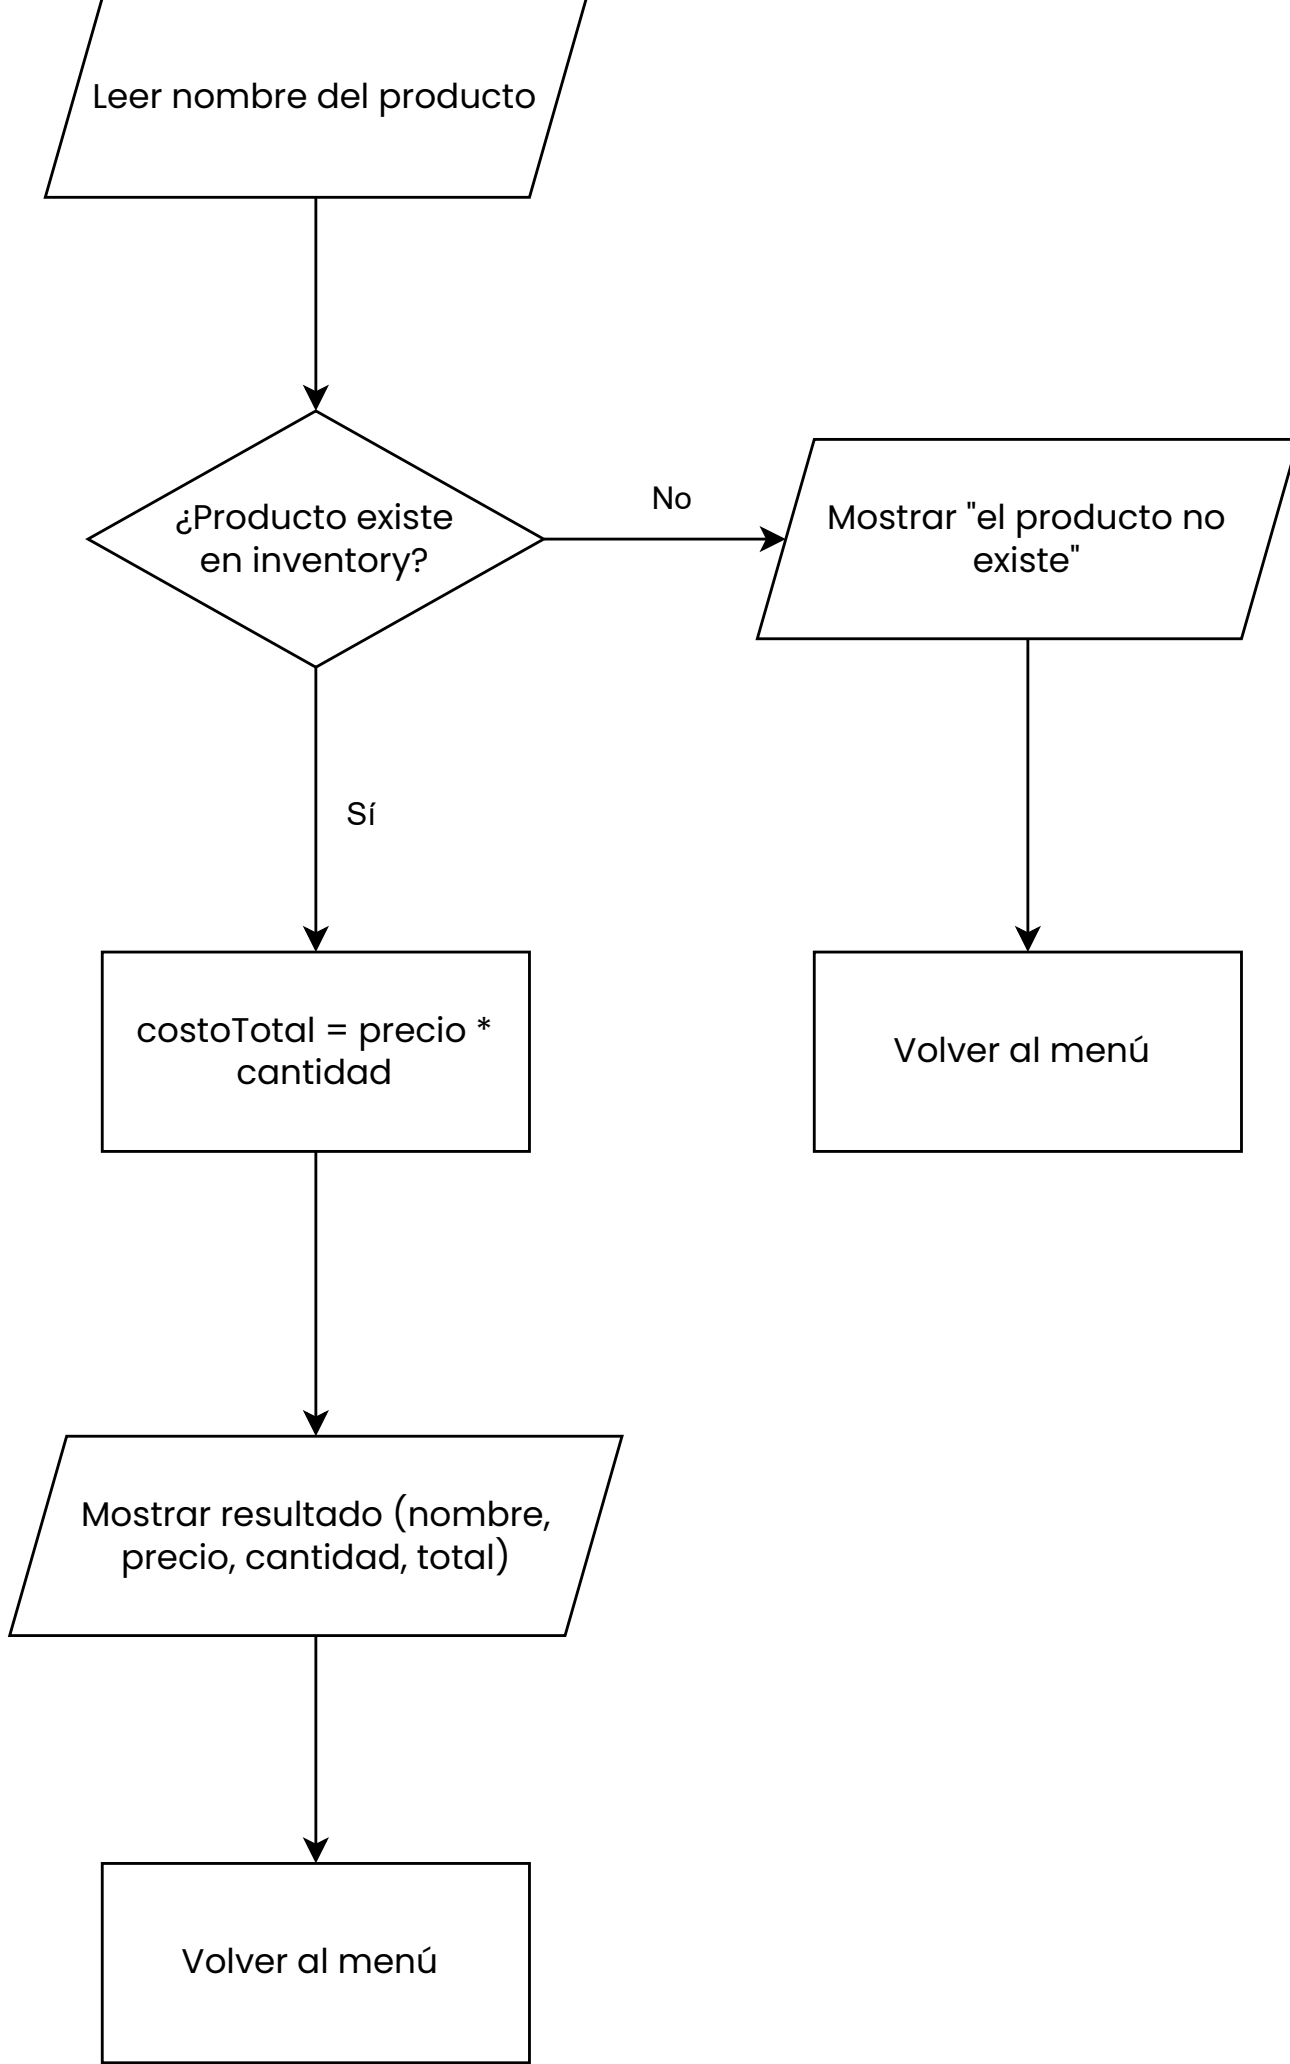 Leer nombre del producto
¿Producto existe
en inventory?
No
Mostrar "el producto no
existe"
Sí
costoTotal = precio *
cantidad
Volver al menú
Mostrar resultado (nombre,
precio, cantidad, total)
Volver al menú